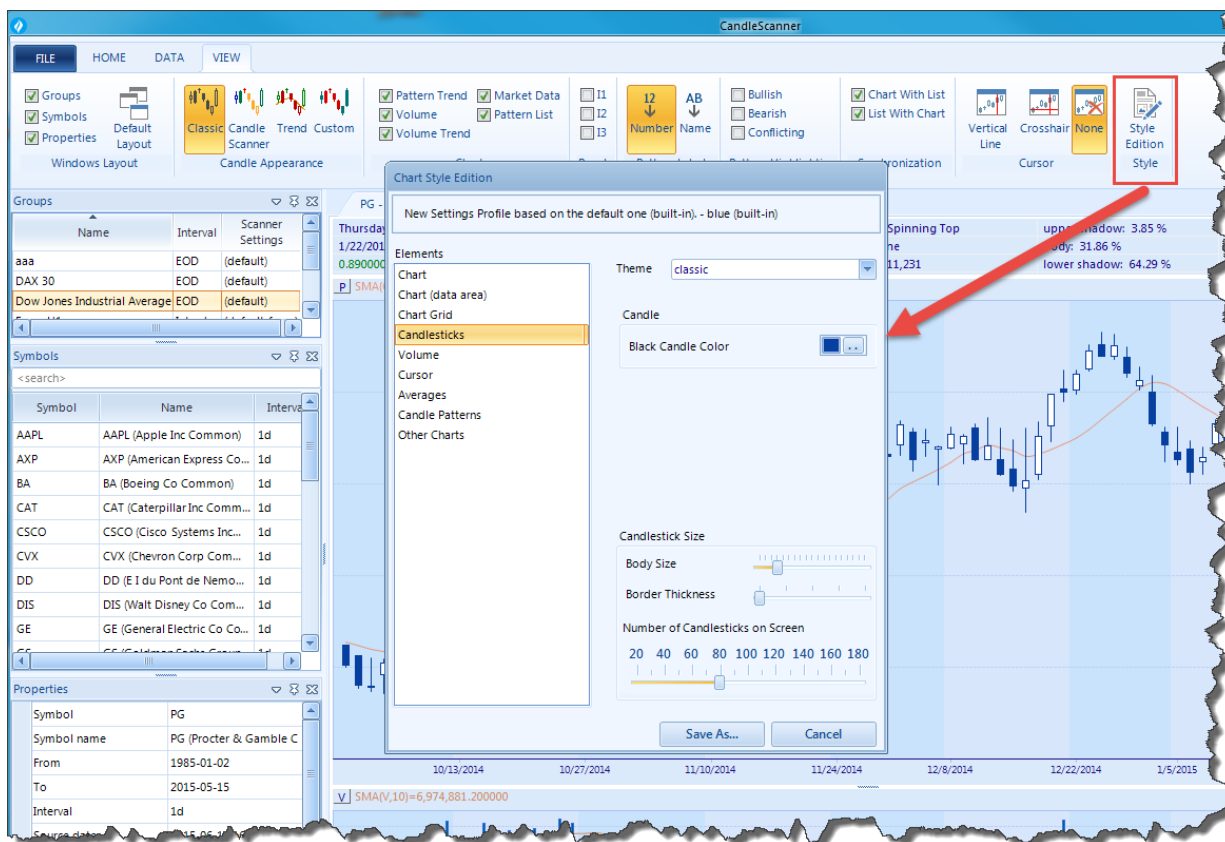 CandleScanner
FILE HOME DATA VIEW
Groups
Symbols
Properties
Default
Layout
Windows Layout
Classic Candle Trend Custom
Scanner
Candle Appearance
Pattern Trend Market Data
Volume Pattern List
Volume Trend
I1
I2
I3
12
AB
Number Name
Bullish
Bearish
Conflicting
Chart With List
List With Chart
Vertical Crosshair None
Line
Cursor
Style
Edition
Style
Groups
Name Interval Scanner
Settings
aaa EOD (default)
DAX 30 EOD (default)
Dow Jones Industrial Average EOD (default)
Symbols
<search>
Symbol Name Interva
AAPL AAPL (Apple Inc Common) 1d
AXP AXP (American Express Co... 1d
BA BA (Boeing Co Common) 1d
CAT CAT (Caterpillar Inc Comm... 1d
CSCO CSCO (Cisco Systems Inc... 1d
CVX CVX (Chevron Corp Com... 1d
DD DD (E I du Pont de Nemo... 1d
DIS DIS (Walt Disney Co Com... 1d
GE GE (General Electric Co Co... 1d
Properties
Symbol PG
Symbol name PG (Procter & Gamble C
From 1985-01-02
To 2015-05-15
Interval 1d
PG -
Thursday
1/22/201
0.890000
P SMA(
Spinning Top
11,231
upper shadow: 3.85 %
body: 31.86 %
lower shadow: 64.29 %
Chart Style Edition
New Settings Profile based on the default one (built-in). - blue (built-in)
Elements
Chart
Chart (data area)
Chart Grid
Candlesticks
Volume
Cursor
Averages
Candle Patterns
Other Charts
Theme classic
Candle
Black Candle Color
Candlestick Size
Body Size
Border Thickness
Number of Candlesticks on Screen
20 40 60 80 100 120 140 160 180
Save As... Cancel
10/13/2014 10/27/2014 11/10/2014 11/24/2014 12/8/2014 12/22/2014 1/5/2015
V SMA(V,10)=6,974,881.200000